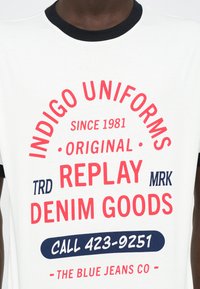 INDIGO UNIFORMS
SINCE 1981
• ORIGINAL •
TRD REPLAY MRK
DENIM GOODS
CALL 423-9251
- THE BLUE JEANS CO -